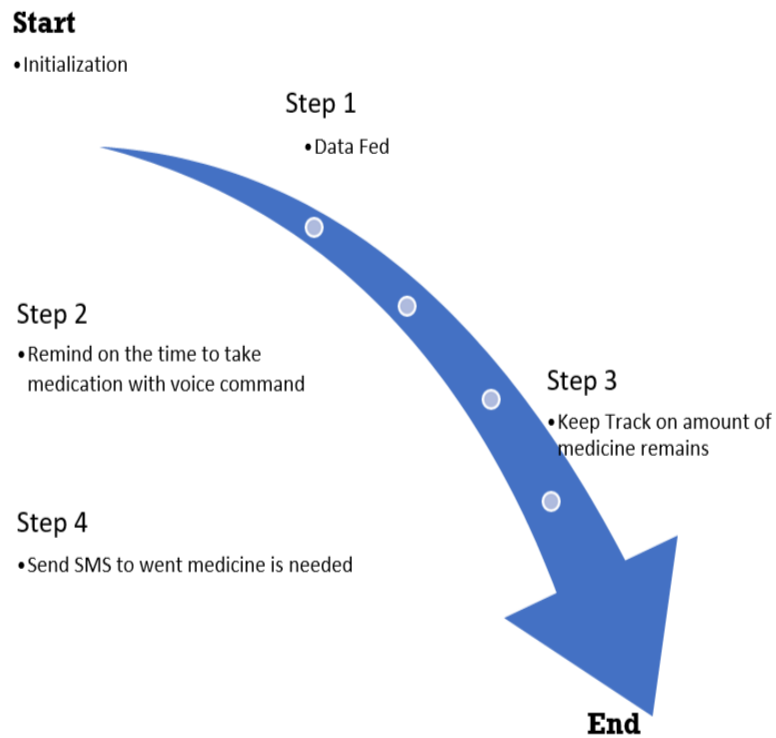 Start
•Initialization
Step 1
•Data Fed
Step 2
•Remind on the time to take
medication with voice command
Step 3
•Keep Track on amount of
medicine remains
Step 4
•Send SMS to went medicine is needed
End